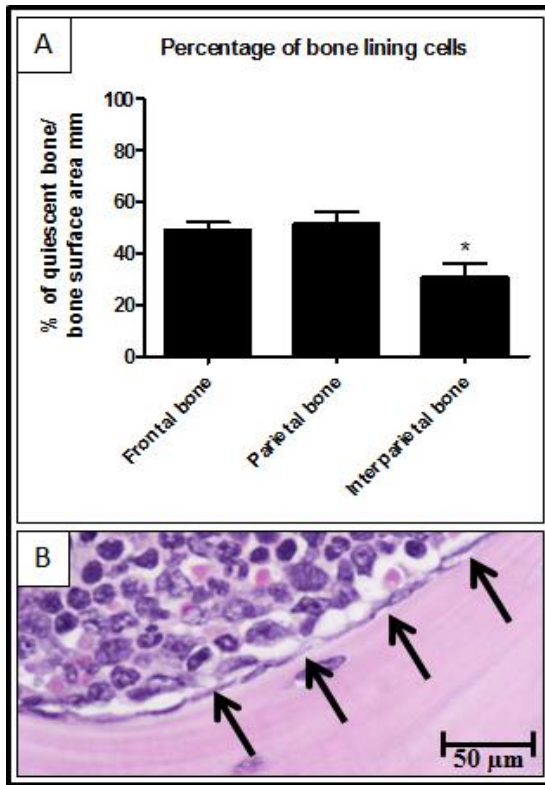 A
Percentage of bone lining cells
% of quiescent bone/
bone surface area mm
100
80
60
40
20
0
*
Frontal bone
Parietal bone
Interparietal bone
B
50 µm